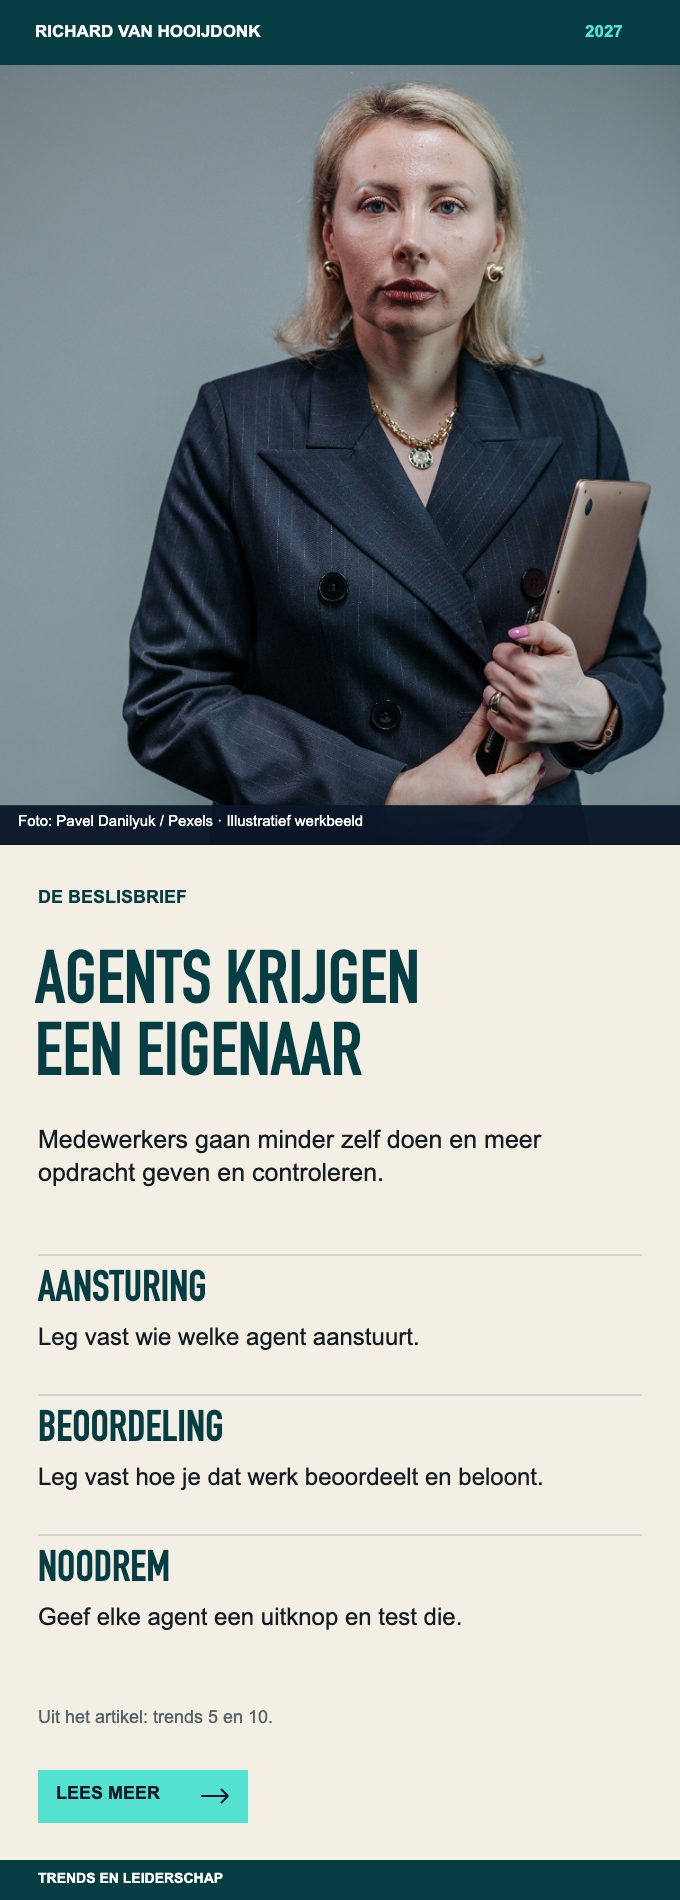 RICHARD VAN HOOIJDONK
2027
Foto: Pavel Danilyuk / Pexels · Illustratief werkbeeld
DE BESLISBRIEF
AGENTS KRIJGEN
EEN EIGENAAR
Medewerkers gaan minder zelf doen en meer
opdracht geven en controleren.
AANSTURING
Leg vast wie welke agent aanstuurt.
BEOORDELING
Leg vast hoe je dat werk beoordeelt en beloont.
NOODREM
Geef elke agent een uitknop en test die.
Uit het artikel: trends 5 en 10.
LEES MEER
TRENDS EN LEIDERSCHAP